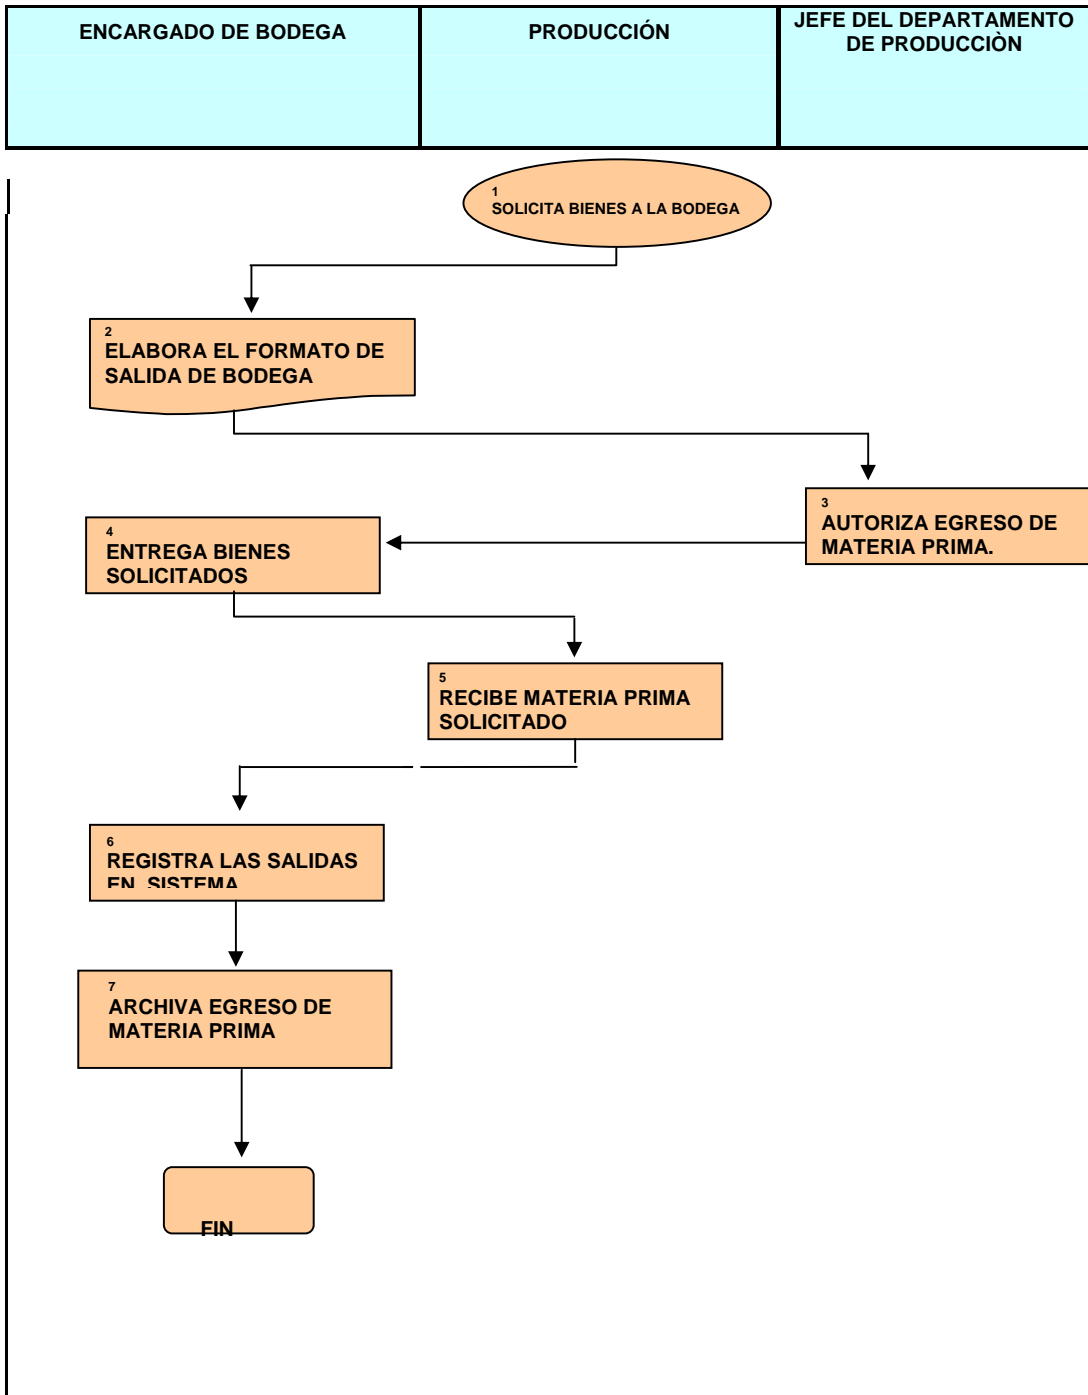 ENCARGADO DE BODEGA
PRODUCCIÓN
JEFE DEL DEPARTAMENTO
DE PRODUCCIÒN
1
SOLICITA BIENES A LA BODEGA
2
ELABORA EL FORMATO DE
SALIDA DE BODEGA
3
AUTORIZA EGRESO DE
MATERIA PRIMA.
4
ENTREGA BIENES
SOLICITADOS
5
RECIBE MATERIA PRIMA
SOLICITADO
6
REGISTRA LAS SALIDAS
EN SISTEMA
7
ARCHIVA EGRESO DE
MATERIA PRIMA
FIN